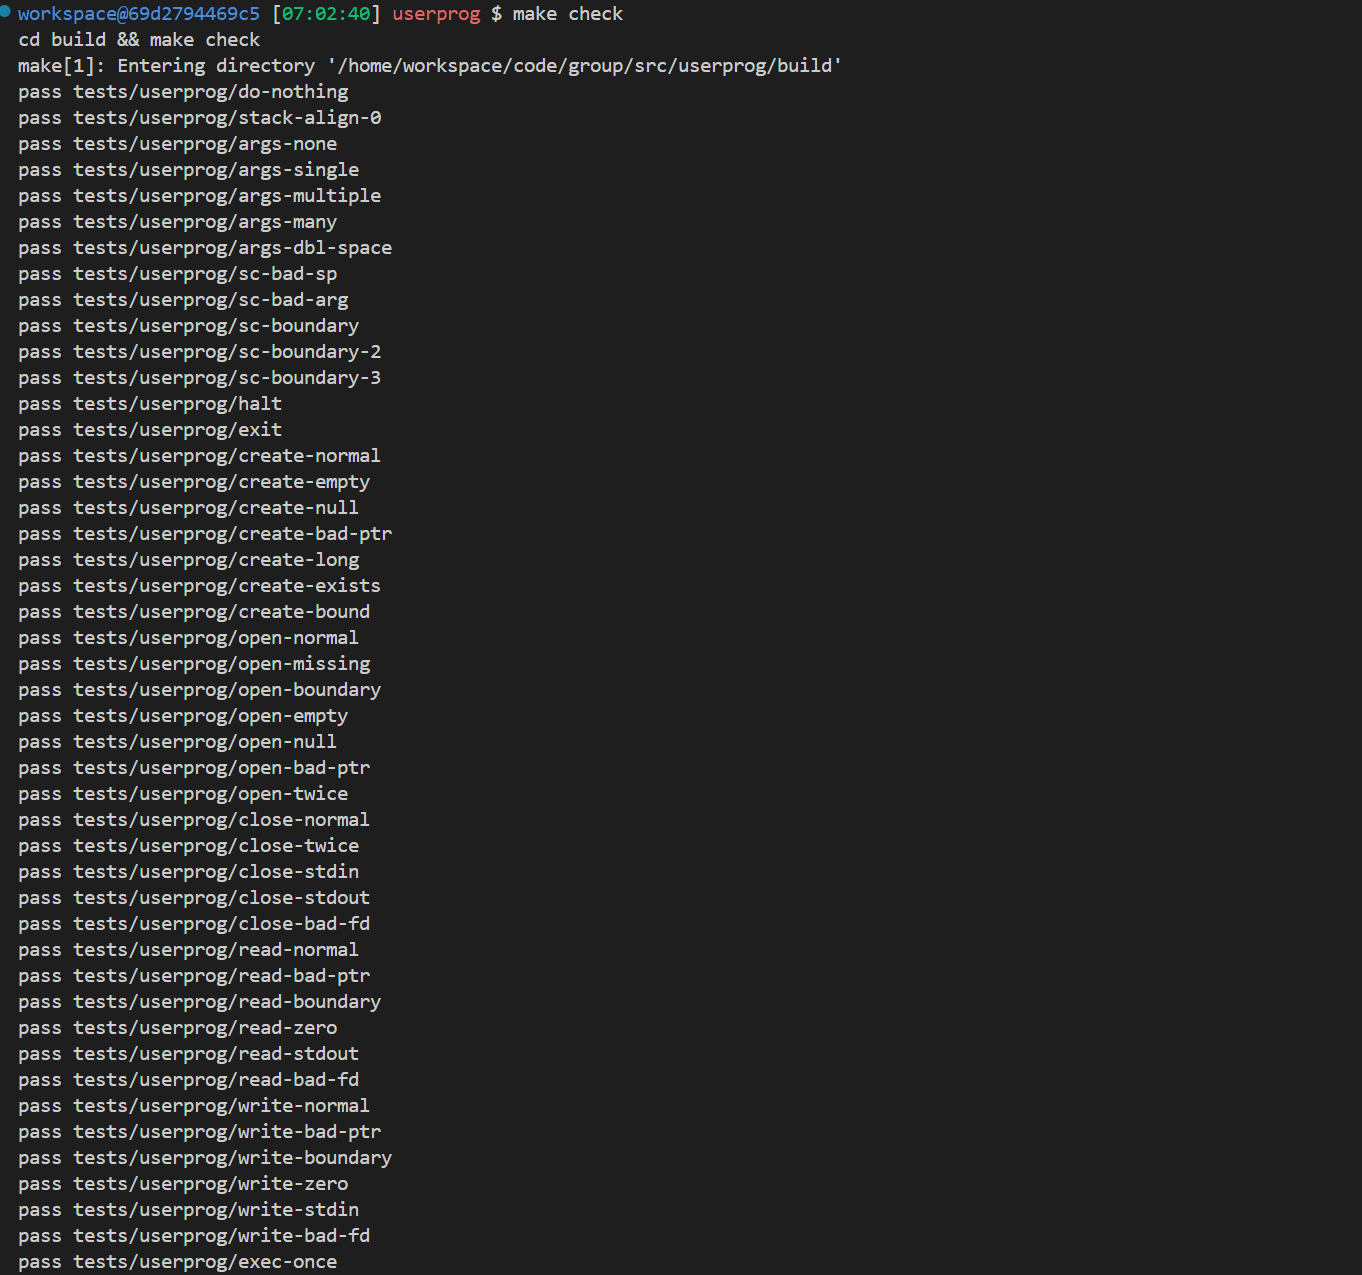 workspace@69d2794469c5 [07:02:40] userprog $ make check
cd build && make check
make[1]: Entering directory '/home/workspace/code/group/src/userprog/build'
pass tests/userprog/do-nothing
pass tests/userprog/stack-align-0
pass tests/userprog/args-none
pass tests/userprog/args-single
pass tests/userprog/args-multiple
pass tests/userprog/args-many
pass tests/userprog/args-dbl-space
pass tests/userprog/sc-bad-sp
pass tests/userprog/sc-bad-arg
pass tests/userprog/sc-boundary
pass tests/userprog/sc-boundary-2
pass tests/userprog/sc-boundary-3
pass tests/userprog/halt
pass tests/userprog/exit
pass tests/userprog/create-normal
pass tests/userprog/create-empty
pass tests/userprog/create-null
pass tests/userprog/create-bad-ptr
pass tests/userprog/create-long
pass tests/userprog/create-exists
pass tests/userprog/create-bound
pass tests/userprog/open-normal
pass tests/userprog/open-missing
pass tests/userprog/open-boundary
pass tests/userprog/open-empty
pass tests/userprog/open-null
pass tests/userprog/open-bad-ptr
pass tests/userprog/open-twice
pass tests/userprog/close-normal
pass tests/userprog/close-twice
pass tests/userprog/close-stdin
pass tests/userprog/close-stdout
pass tests/userprog/close-bad-fd
pass tests/userprog/read-normal
pass tests/userprog/read-bad-ptr
pass tests/userprog/read-boundary
pass tests/userprog/read-zero
pass tests/userprog/read-stdout
pass tests/userprog/read-bad-fd
pass tests/userprog/write-normal
pass tests/userprog/write-bad-ptr
pass tests/userprog/write-boundary
pass tests/userprog/write-zero
pass tests/userprog/write-stdin
pass tests/userprog/write-bad-fd
pass tests/userprog/exec-once